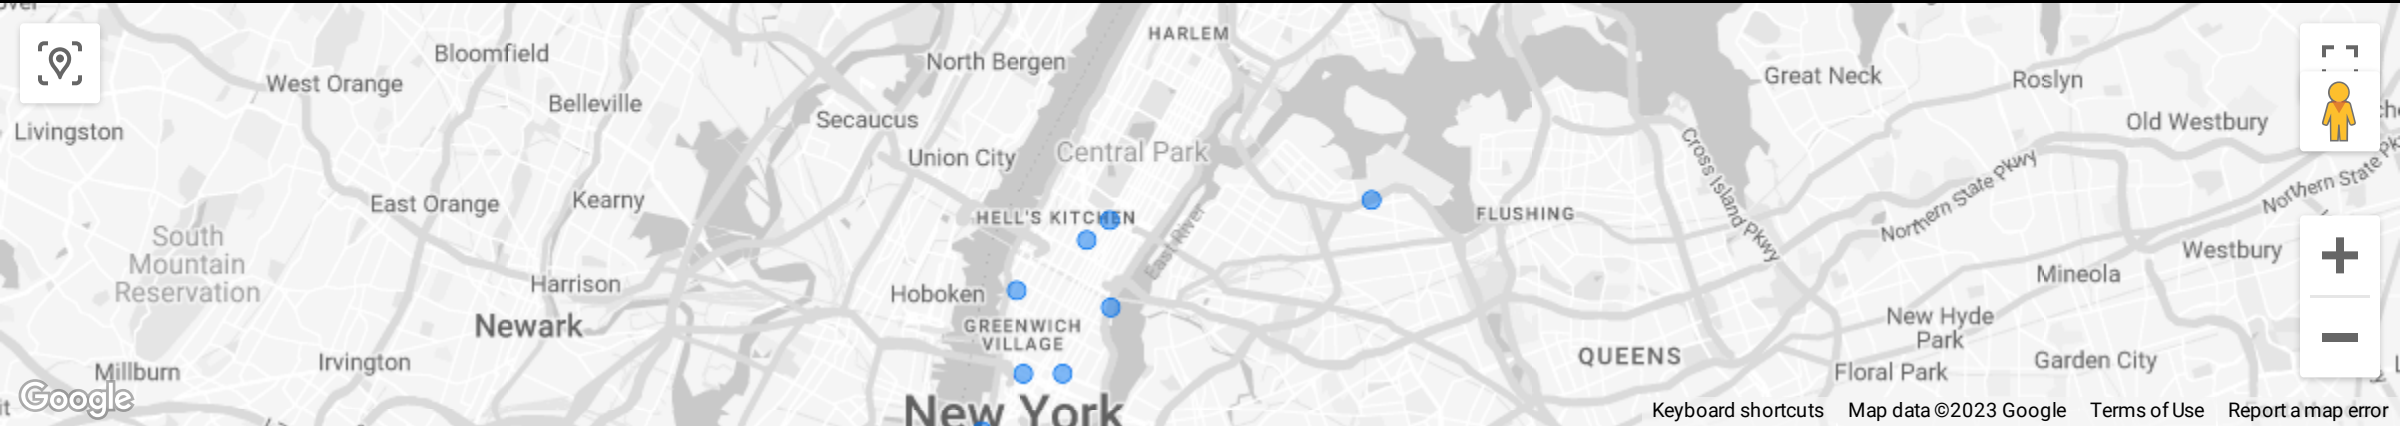 HARLEM
Bloomfield
North Bergen
West Orange
Great Neck
Roslyn
Belleville
Secaucus
Livingston
Old Westbury
Central Park
Union City
Cross Island Pkwy
Northern State Pkwy
Northern State Pk
East Orange
Kearny
HELL'S KITCHEN
FLUSHING
East River
South
Mountain
Reservation
Westbury
Mineola
Harrison
Hoboken
Newark
GREENWICH
VILLAGE
New Hyde
Park
QUEENS
Irvington
Garden City
Millburn
Floral Park
Google
New York
Keyboard shortcuts
Map data ©2023 Google
Terms of Use
Report a map error